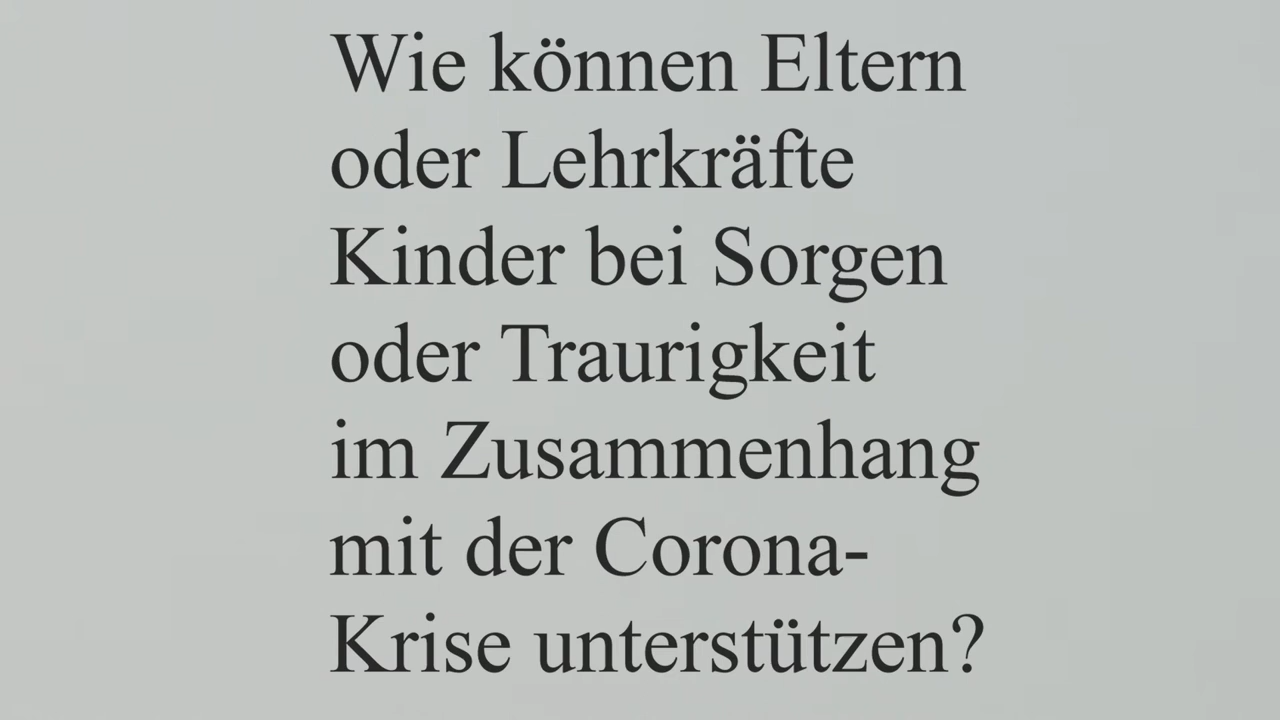 Wie können Eltern
oder Lehrkräfte
Kinder bei Sorgen
oder Traurigkeit
im Zusammenhang
mit der Corona-
Krise unterstützen?